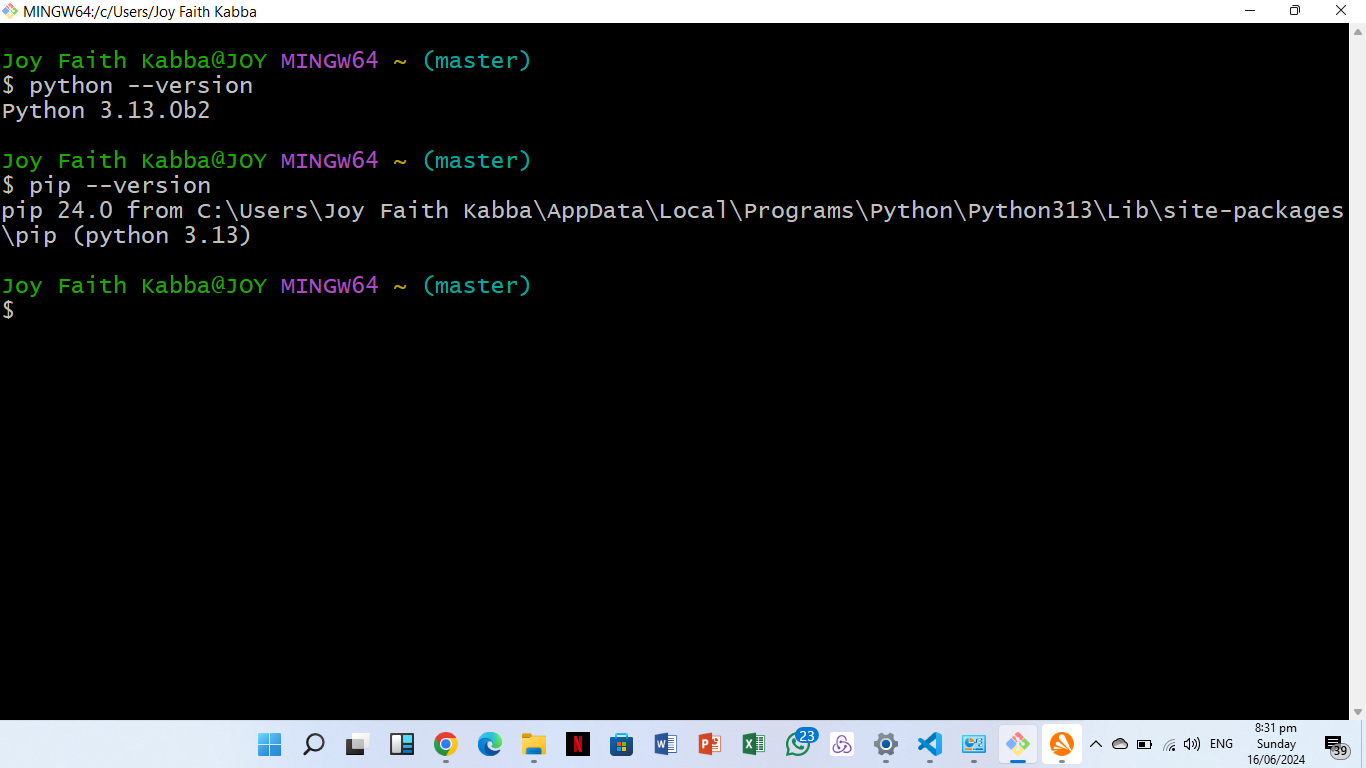 MINGW64:/c/Users/Joy Faith Kabba
Joy Faith Kabba@JOY MINGW64 ~ (master)
$ python --version
Python 3.13.0b2
Joy Faith Kabba@JOY MINGW64 ~ (master)
$ pip --version
pip 24.0 from C:\Users\Joy Faith Kabba\AppData\Local\Programs\Python\Python313\Lib\site-packages
\pip (python 3.13)
Joy Faith Kabba@JOY MINGW64 ~ (master)
$
23
ENG
8:31 pm
Sunday
16/06/2024
39